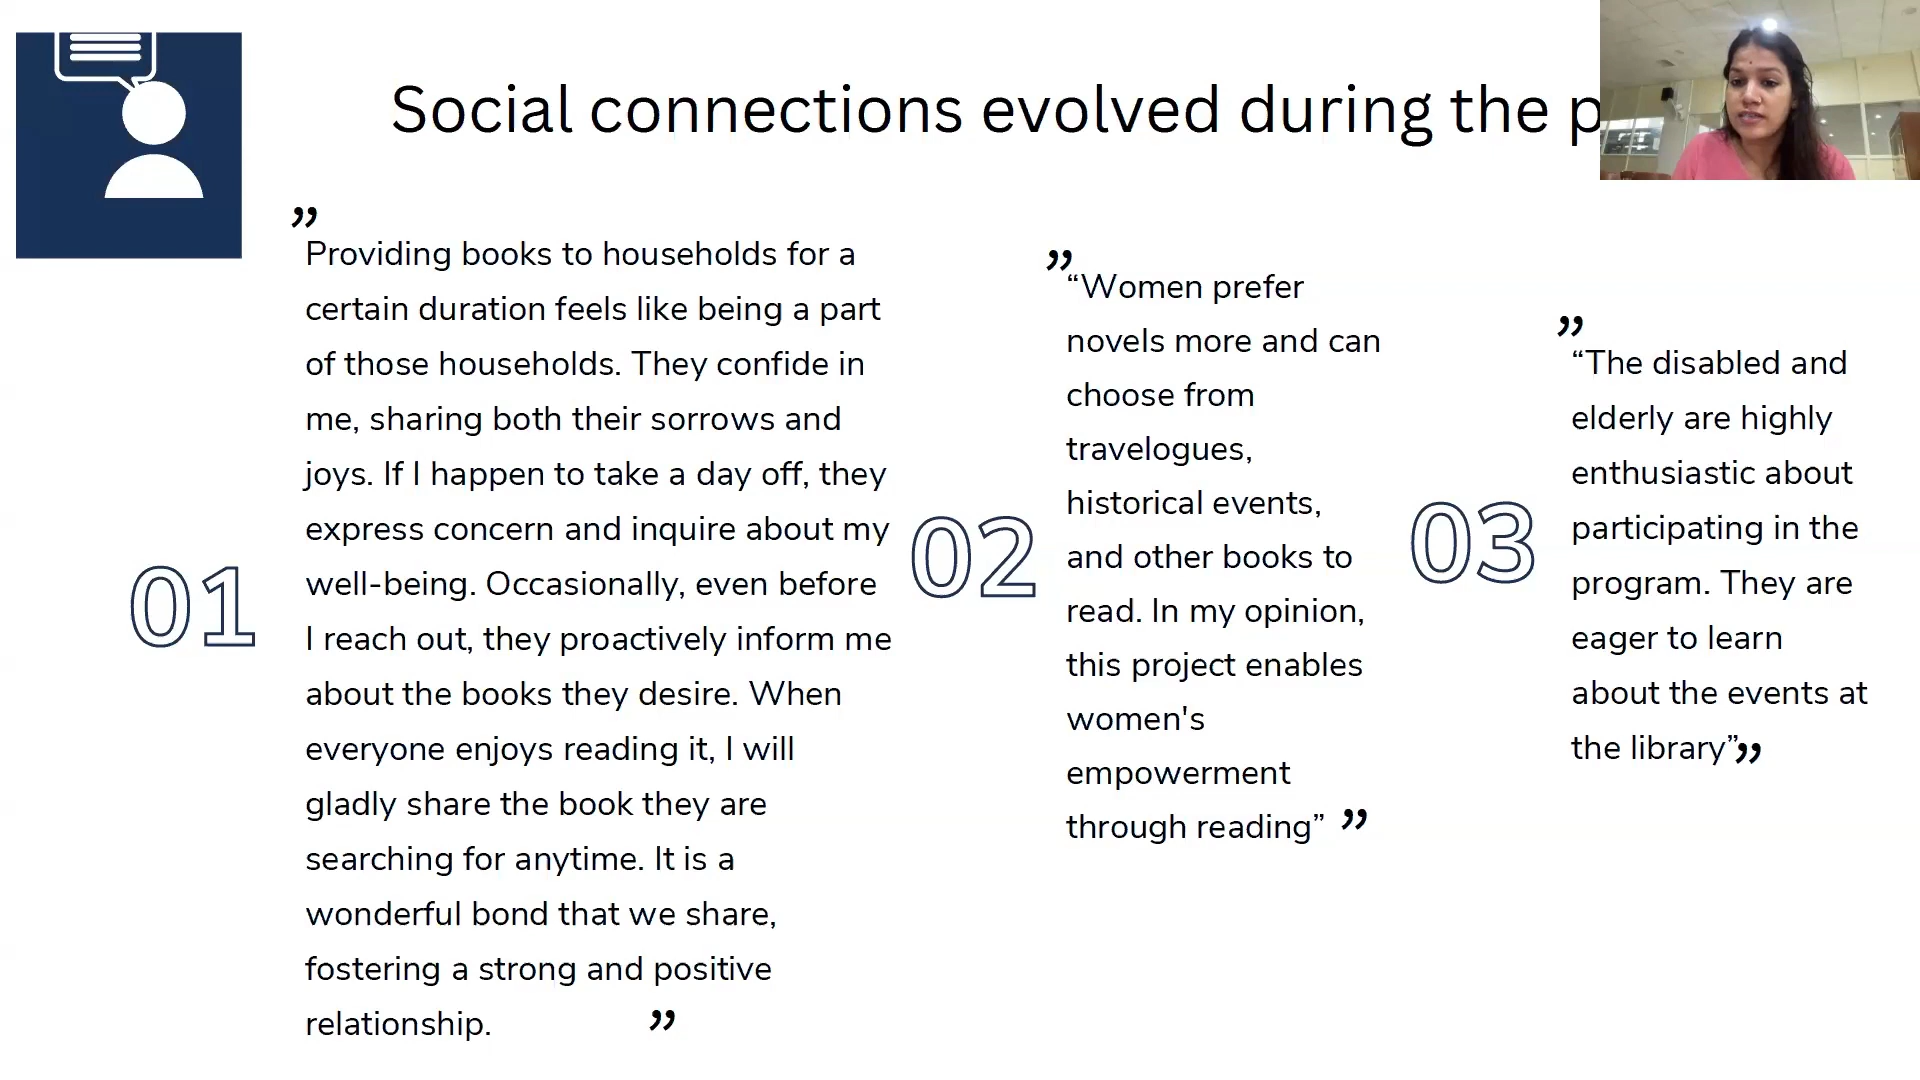 Social connections evolved during the
”
Providing books to households for a
certain duration feels like being a part
of those households. They confide in
me, sharing both their sorrows and
joys. If I happen to take a day off, they
express concern and inquire about my
well-being. Occasionally, even before
I reach out, they proactively inform me
about the books they desire. When
everyone enjoys reading it, I will
gladly share the book they are
searching for anytime. It is a
wonderful bond that we share,
fostering a strong and positive
relationship. ”
01
”
“Women prefer
novels more and can
choose from
travelogues,
historical events,
and other books to
read. In my opinion,
this project enables
women's
empowerment
through reading” ”
02
”
“The disabled and
elderly are highly
enthusiastic about
participating in the
program. They are
eager to learn
about the events at
the library””
03